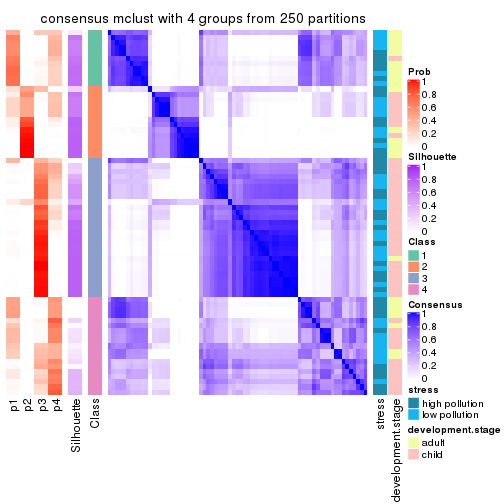 consensus mclust with 4 groups from 250 partitions
Prob
1
0.8
0.6
0.4
0.2
0
Silhouette
1
0.8
0.6
0.4
0.2
0
Class
1
2
3
4
Consensus
1
0.8
0.6
0.4
0.2
0
stress
high pollution
low pollution
development.stage
adult
child
p1
p2
p3
p4
Silhouette
Class
stress
development.stage